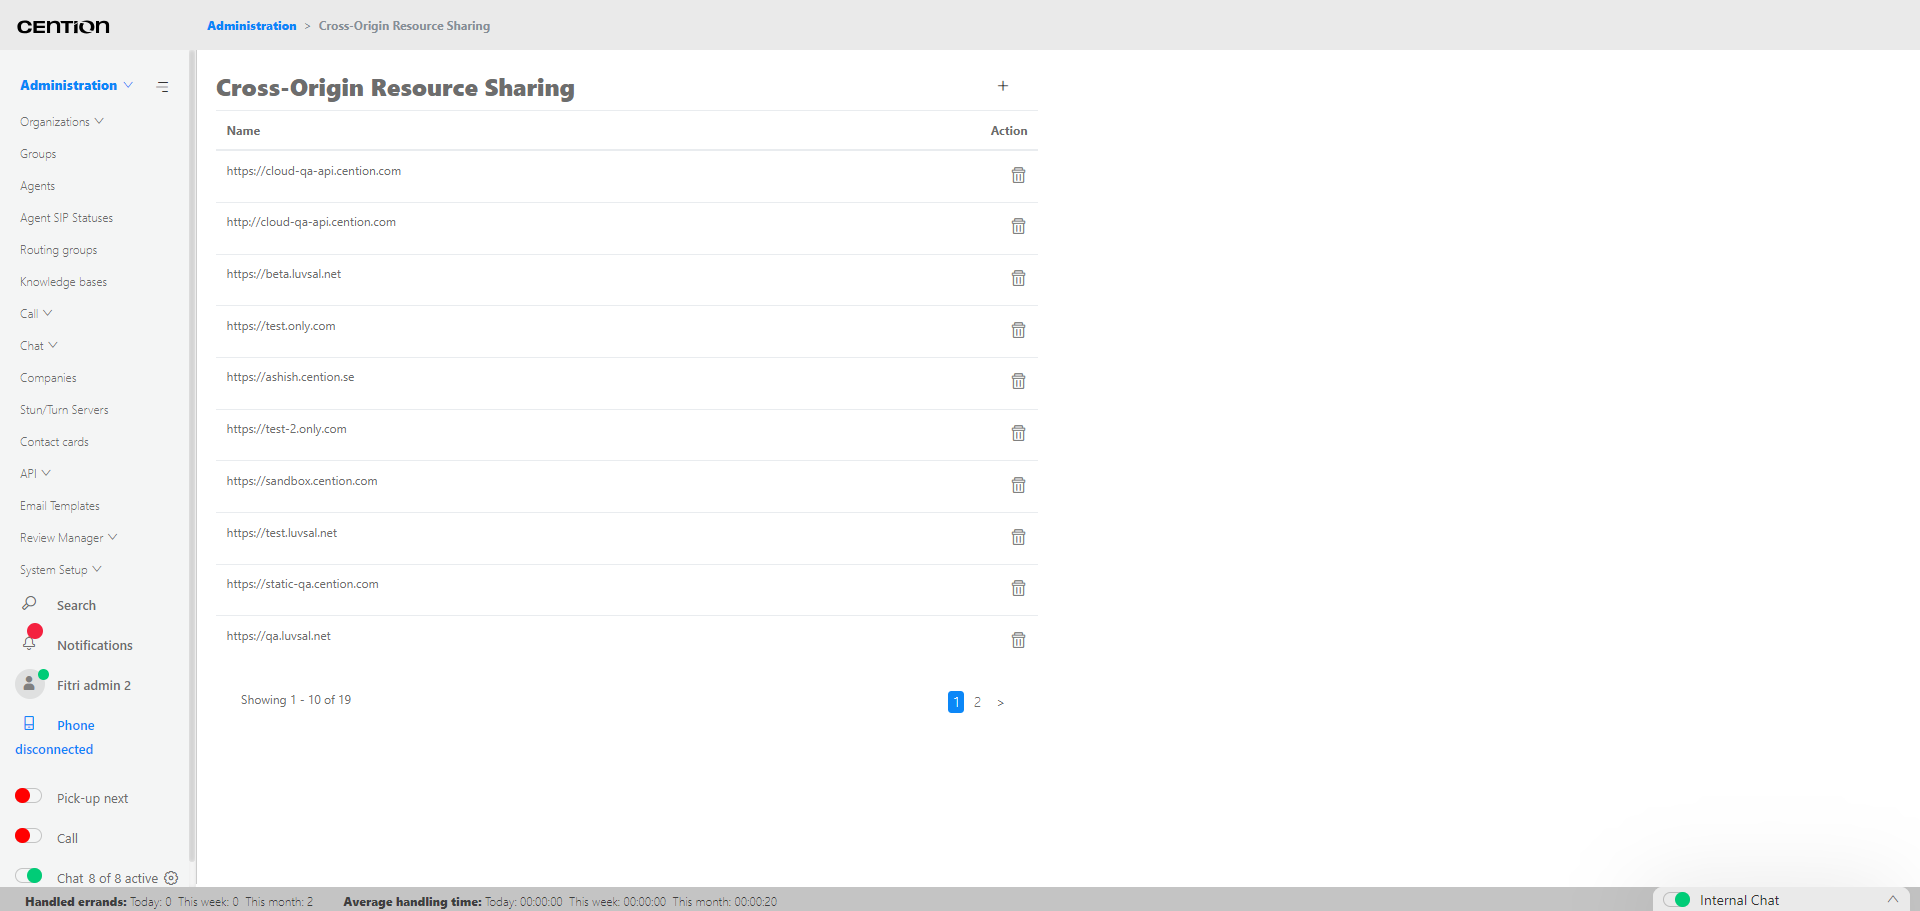 CENTION
Administration > Cross-Origin Resource Sharing
Administration
Organizations
Groups
Agents
Agent SIP Statuses
Routing groups
Knowledge bases
Call
Chat
Companies
Stun/Turn Servers
Contact cards
API
Email Templates
Review Manager
System Setup
Search
Notifications
Fitri admin 2
Phone
disconnected
Pick-up next
Call
Chat 8 of 8 active
Cross-Origin Resource Sharing +
Name Action
https://cloud-qa-api.cention.com
http://cloud-qa-api.cention.com
https://beta.luvsal.net
https://test.only.com
https://ashish.cention.se
https://test-2.only.com
https://sandbox.cention.com
https://test.luvsal.net
https://static-qa.cention.com
https://qa.luvsal.net
Showing 1 - 10 of 19 1 2 >
Handled errands: Today: 0 This week: 0 This month: 2 Average handling time: Today: 00:00:00 This week: 00:00:00 This month: 00:00:20
Internal Chat